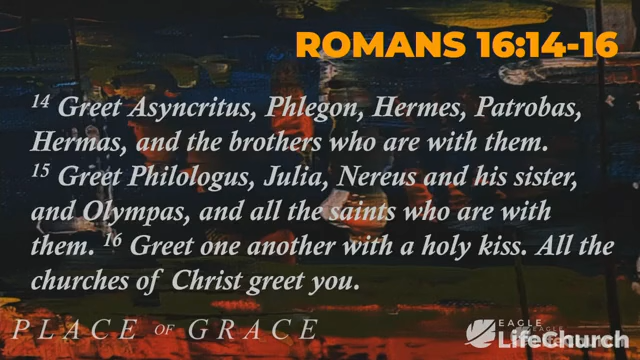 ROMANS 16:14-16
14 Greet Asyncritus, Phlegon, Hermes, Patrobas,
Hermas, and the brothers who are with them.
15 Greet Philologus, Julia, Nereus and his sister,
and Olympas, and all the saints who are with
them. 16 Greet one another with a holy kiss. All the
churches of Christ greet you.
PLACE OF GRACE
EAGLE
LifeChurch